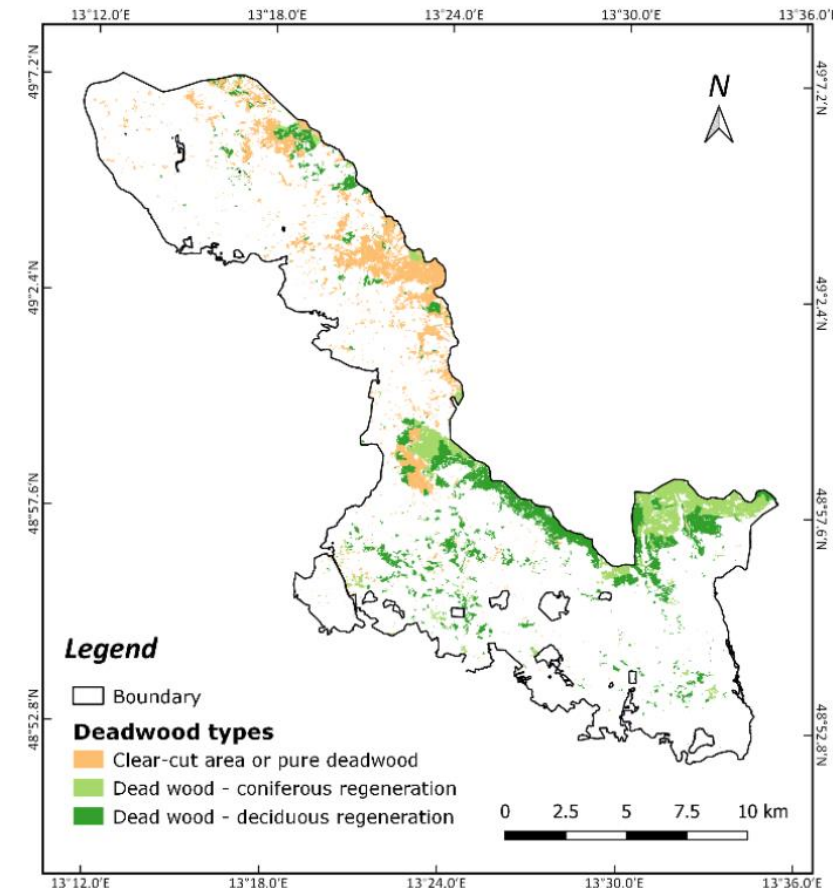 13°12.0′E 13°18.0′E 13°24.0′E 13°30.0′E 13°36.0′E
49°7.2′N 49°7.2′N
N
49°2.4′N 49°2.4′N
48°57.6′N 48°57.6′N
48°52.8′N 48°52.8′N
Legend
Boundary
Deadwood types
Clear-cut area or pure deadwood
Dead wood - coniferous regeneration
Dead wood - deciduous regeneration
0 2.5 5 7.5 10 km
13°12.0′E 13°18.0′E 13°24.0′E 13°30.0′E 13°36.0′E